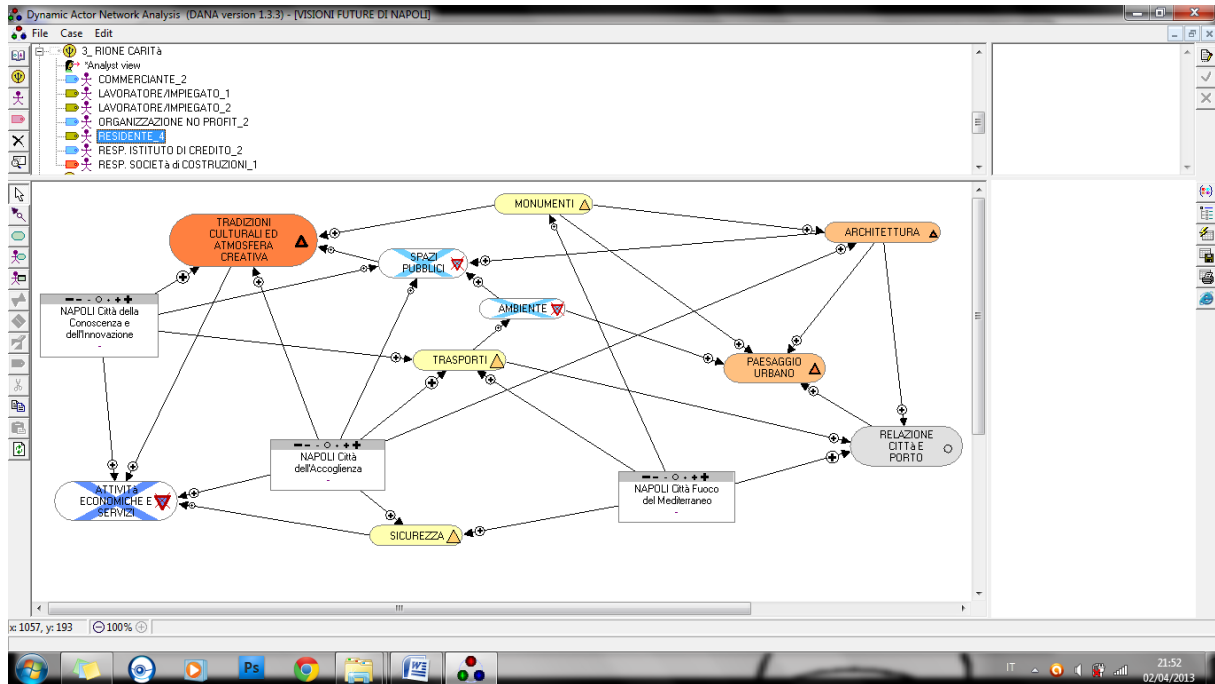 Dynamic Actor Network Analysis (DANA version 1.3.3) - [VISIONI FUTURE DI NAPOLI]
File Case Edit
3_ RIONE CARITà
*Analyst view
COMMERCIANTE_2
LAVORATORE/IMPIEGATO_1
LAVORATORE/IMPIEGATO_2
ORGANIZZAZIONE NO PROFIT_2
RESIDENTE_4
RESP. ISTITUTO DI CREDITO_2
RESP. SOCIETà di COSTRUZIONI_1
MONUMENTI
TRADIZIONI
CULTURALI ED
ATMOSFERA
CREATIVA
ARCHITETTURA
SPAZI
PUBBLICI
AMBIENTE
NAPOLI Città della
Conoscenza e
dell'Innovazione
-
TRASPORTI
PAESAGGIO
URBANO
RELAZIONE
CITTà E
PORTO
NAPOLI Città
dell'Accoglienza
-
NAPOLI Città Fuoco
del Mediterraneo
-
ATTIVITà
ECONOMICHE E
SERVIZI
SICUREZZA
x: 1057, y: 193 100%
Ps
IT
21:52
02/04/2013